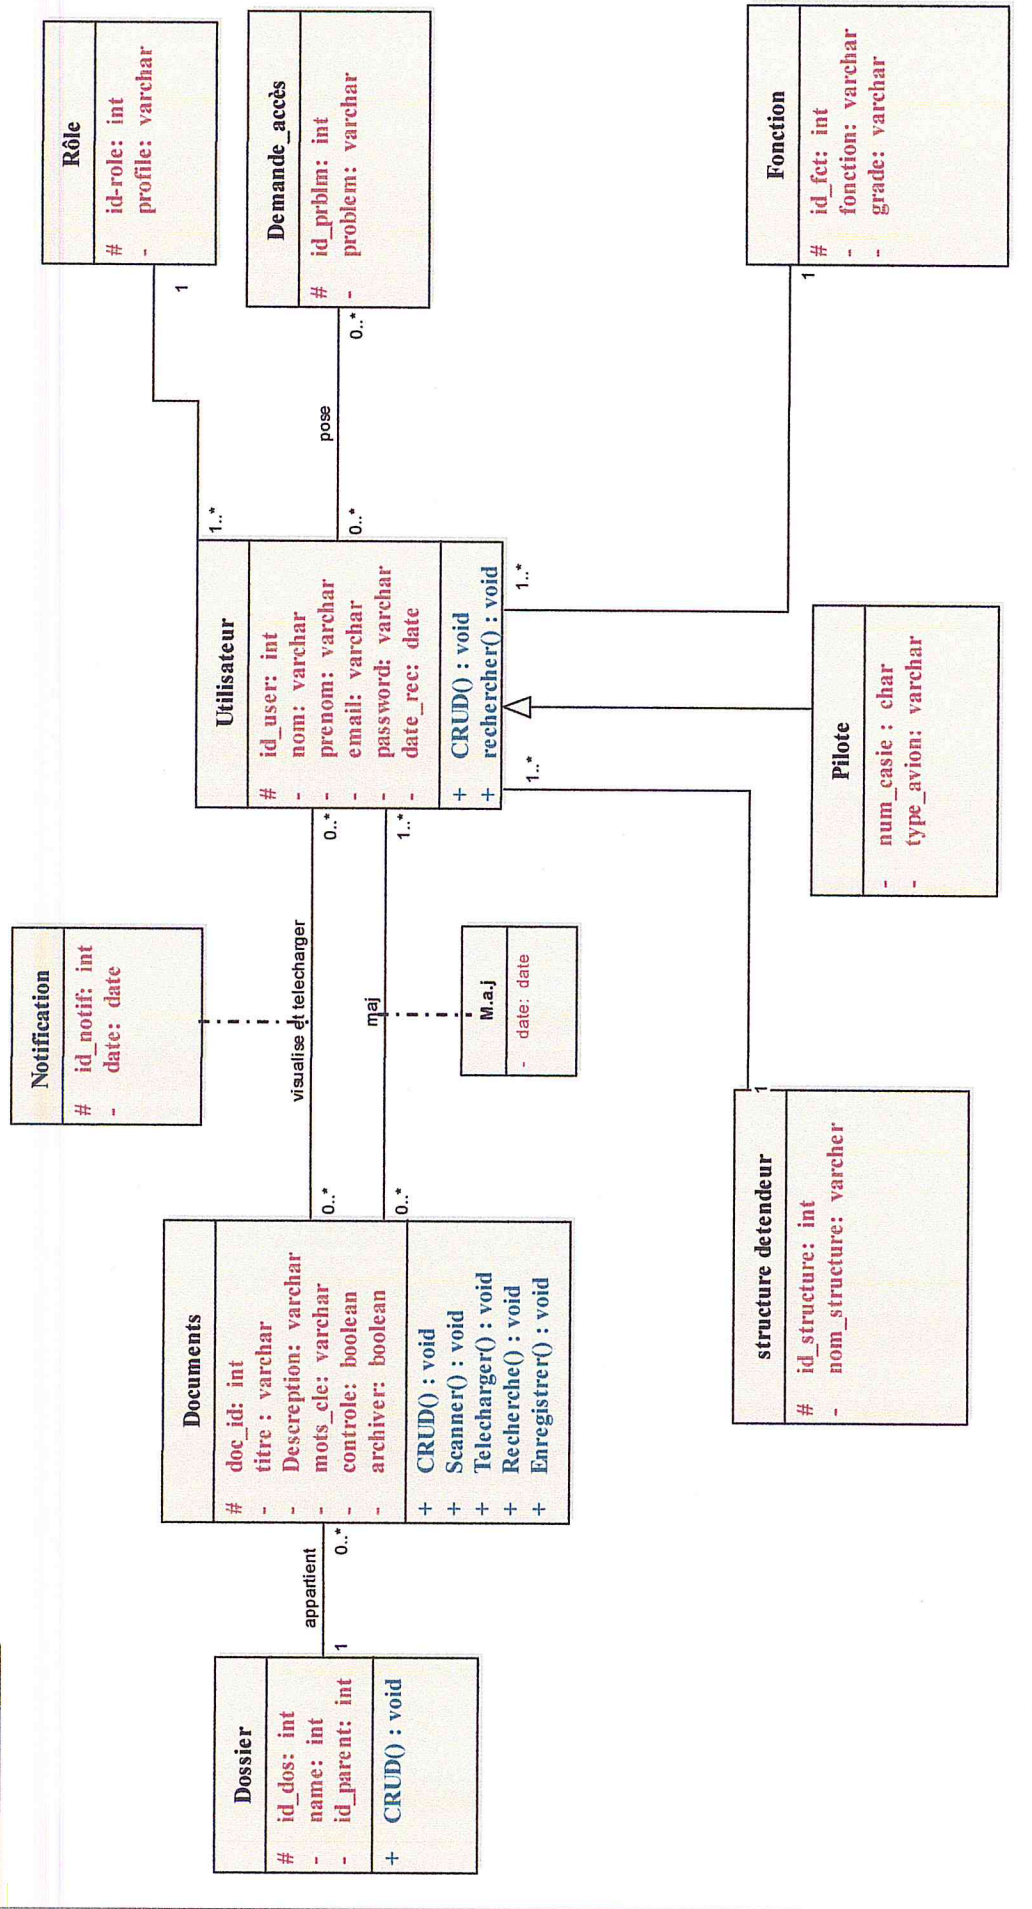 Notification
# id_notif: int
- date: date
Rôle
# id-role: int
- profile: varchar
Dossier
# id_dos: int
- name: int
- id_parent: int
+ CRUD() : void
1
appartient
0..*
Documents
# doc_id: int
- titre : varchar
- Descreption: varchar
- mots_cle: varchar
- controle: boolean
- archiver: boolean
+ CRUD() : void
+ Scanner() : void
+ Telecharger() : void
+ Recherche() : void
+ Enregistrer() : void
0..*
visualise et telecharger
0..*
0..*
maj
1..*
M.a.j
- date: date
Utilisateur
# id_user: int
- nom: varchar
- prenom: varchar
- email: varchar
- password: varchar
- date_rec: date
+ CRUD() : void
+ rechercher() : void
1..*
1
0..*
pose
0..*
Demande_accès
# id_prblm: int
- problem: varchar
1..*
1
1..*
1
structure detendeur
# id_structure: int
- nom_structure: varcher
Pilote
- num_casie : char
- type_avion: varchar
Fonction
# id_fct: int
- fonction: varchar
- grade: varchar